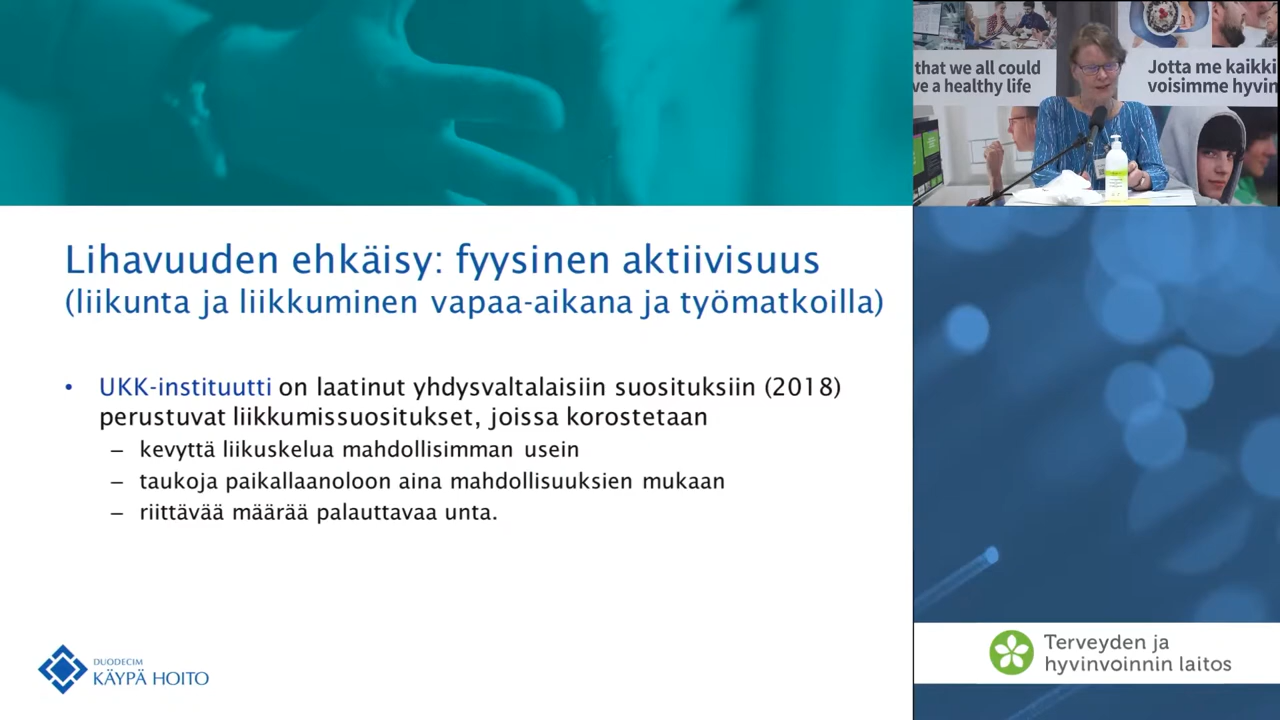 that we all could
ve a healthy life
Jotta me kaikki
voisimme hyvin
Lihavuuden ehkäisy: fyysinen aktiivisuus
(liikunta ja liikkuminen vapaa-aikana ja työmatkoilla)
• UKK-instituutti on laatinut yhdysvaltalaisiin suosituksiin (2018)
perustuvat liikkumissuositukset, joissa korostetaan
– kevyttä liikuskelua mahdollisimman usein
– taukoja paikallaanoloon aina mahdollisuuksien mukaan
– riittävää määrää palauttavaa unta.
DUODECIM
KÄYPÄ HOITO
Terveyden ja
hyvinvoinnin laitos